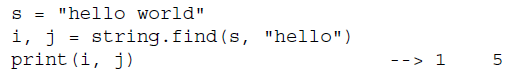 s = "hello world"
i, j = string.find(s, "hello")
print(i, j)                      --> 1    5